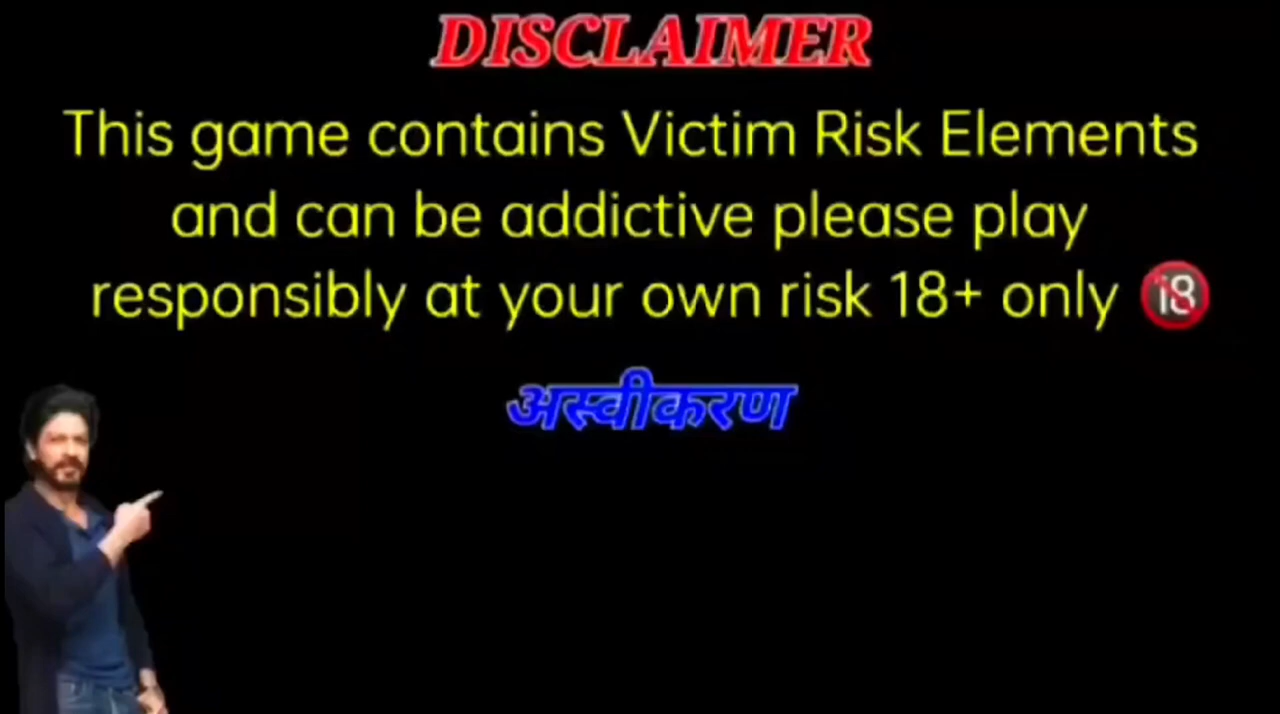 DISCLAIMER
This game contains Victim Risk Elements
and can be addictive please play
responsibly at your own risk 18+ only 🔞
अस्वीकरण